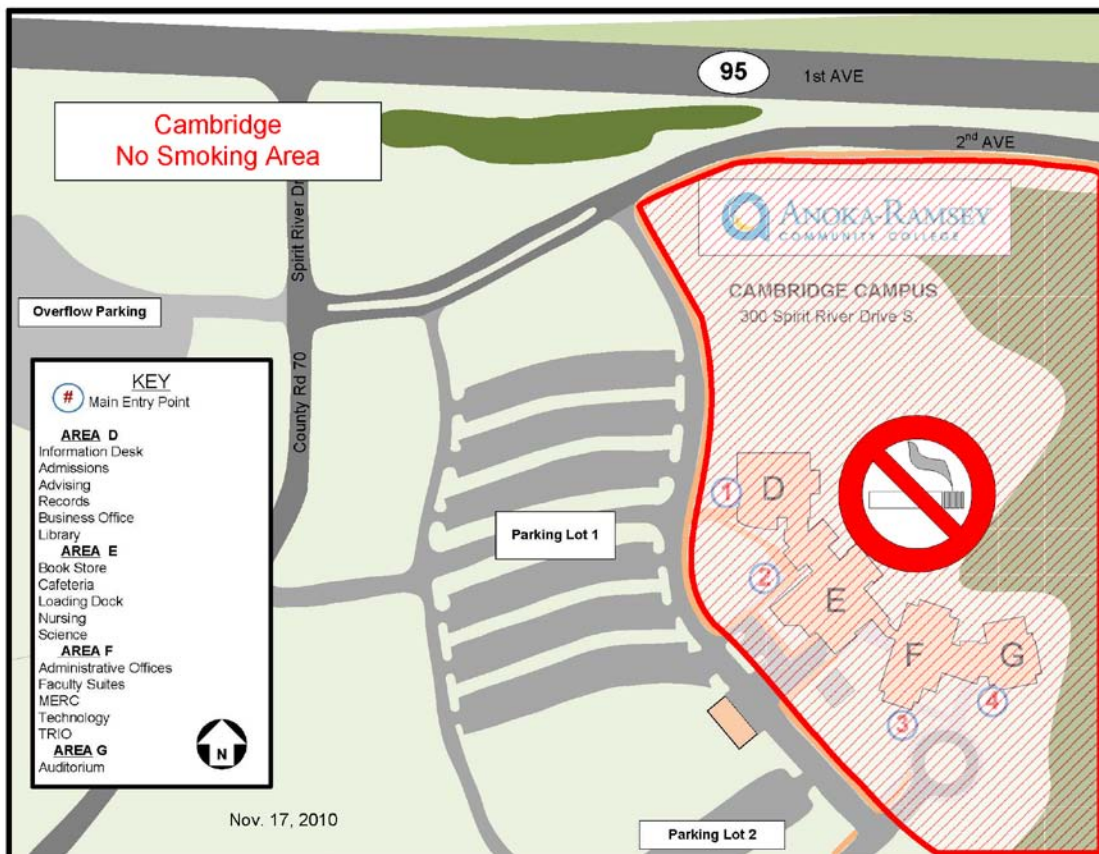 95
1st AVE
2nd AVE
Cambridge
No Smoking Area
Spirit River Dr
ANOKA-RAMSEY
COMMUNITY COLLEGE
CAMBRIDGE CAMPUS
300 Spirit River Drive S.
Overflow Parking
County Rd 70
KEY
# Main Entry Point
AREA D
Information Desk
Admissions
Advising
Records
Business Office
Library
AREA E
Book Store
Cafeteria
Loading Dock
Nursing
Science
AREA F
Administrative Offices
Faculty Suites
MERC
Technology
TRIO
AREA G
Auditorium
N
Nov. 17, 2010
Parking Lot 1
Parking Lot 2
1
D
2
E
F
G
3
4